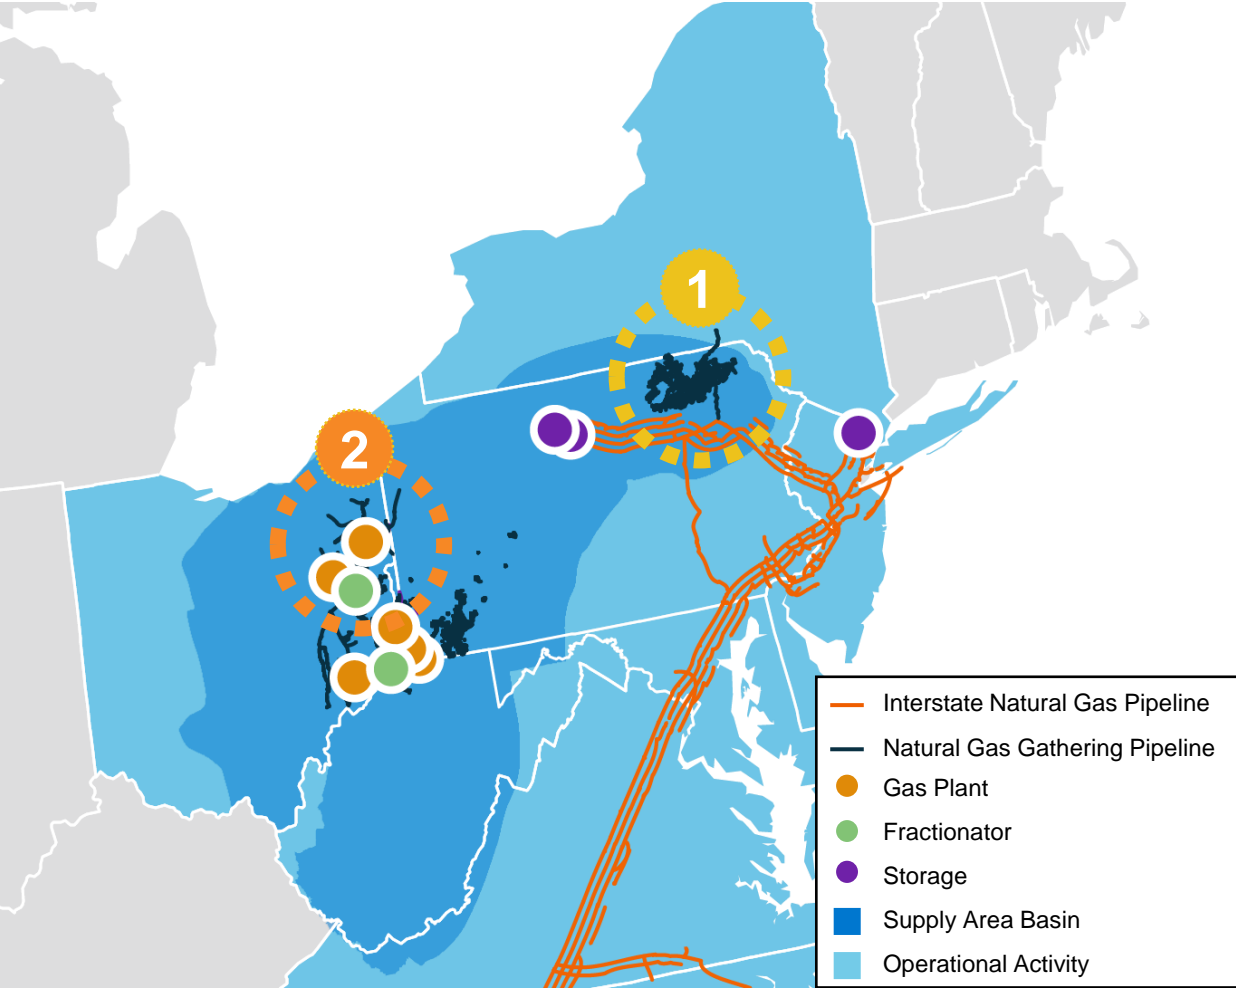 1
2
Interstate Natural Gas Pipeline
Natural Gas Gathering Pipeline
Gas Plant
Fractionator
Storage
Supply Area Basin
Operational Activity